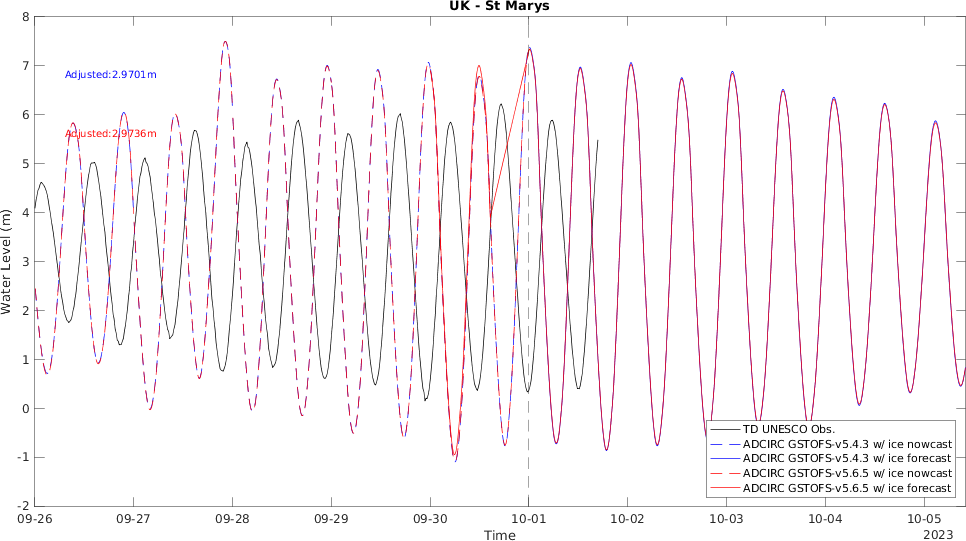 UK - St Marys
8
7
Adjusted:2.9701m
6
Adjusted:2.9736m
5
4
3
2
1
0
-1
-2
Water Level (m)
TD UNESCO Obs.
ADCIRC GSTOFS-v5.4.3 w/ ice nowcast
ADCIRC GSTOFS-v5.4.3 w/ ice forecast
ADCIRC GSTOFS-v5.6.5 w/ ice nowcast
ADCIRC GSTOFS-v5.6.5 w/ ice forecast
09-26 09-27 09-28 09-29 09-30 10-01 10-02 10-03 10-04 10-05
Time
2023